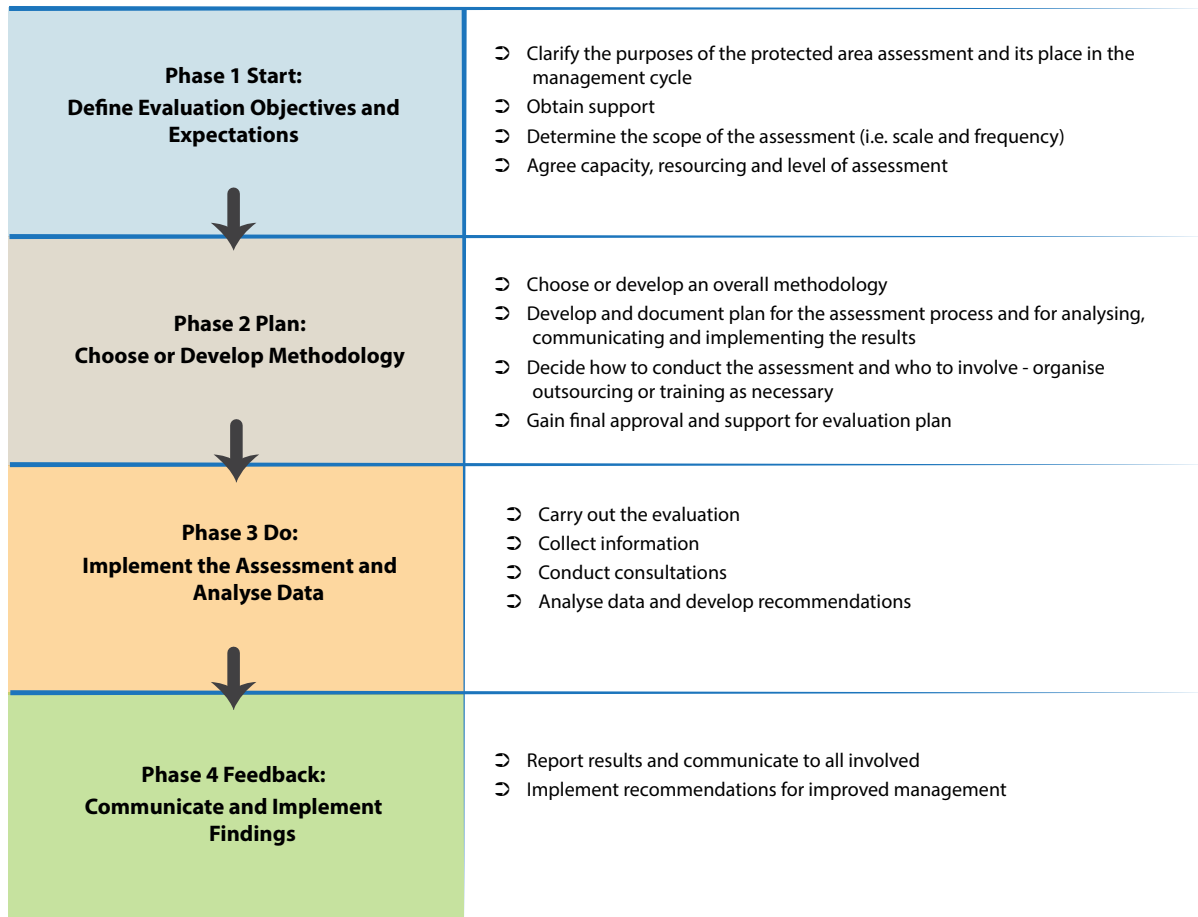 Phase 1 Start:
Define Evaluation Objectives and
Expectations
➲ Clarify the purposes of the protected area assessment and its place in the
management cycle
➲ Obtain support
➲ Determine the scope of the assessment (i.e. scale and frequency)
➲ Agree capacity, resourcing and level of assessment
Phase 2 Plan:
Choose or Develop Methodology
➲ Choose or develop an overall methodology
➲ Develop and document plan for the assessment process and for analysing,
communicating and implementing the results
➲ Decide how to conduct the assessment and who to involve - organise
outsourcing or training as necessary
➲ Gain final approval and support for evaluation plan
Phase 3 Do:
Implement the Assessment and
Analyse Data
➲ Carry out the evaluation
➲ Collect information
➲ Conduct consultations
➲ Analyse data and develop recommendations
Phase 4 Feedback:
Communicate and Implement
Findings
➲ Report results and communicate to all involved
➲ Implement recommendations for improved management